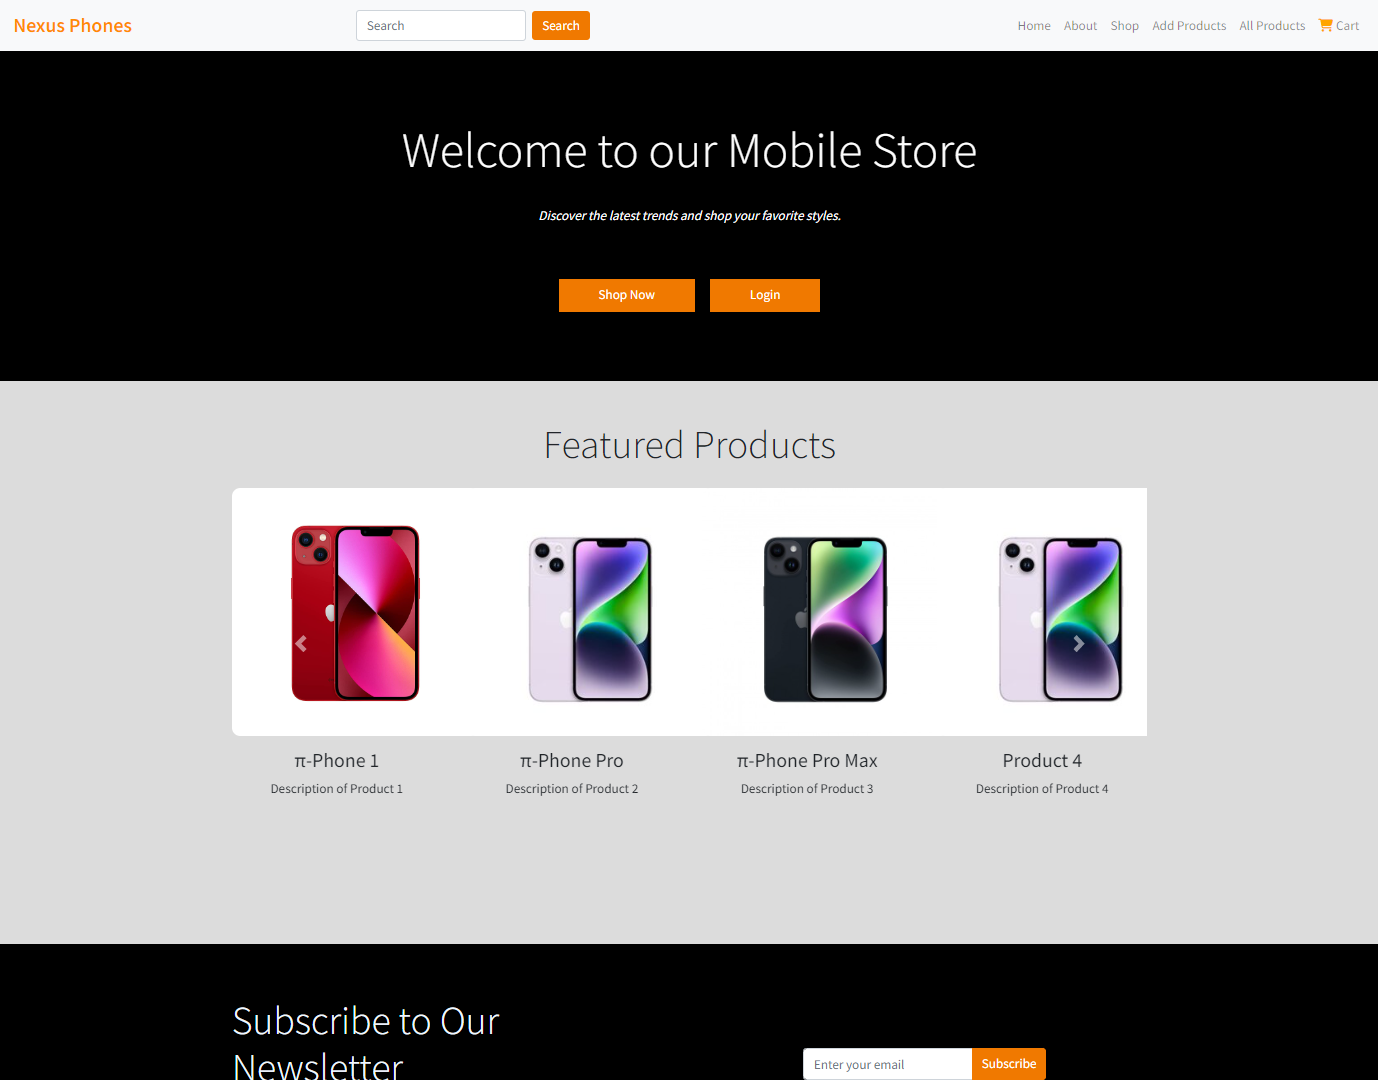 Nexus Phones
Search
Search
Home
About
Shop
Add Products
All Products
Cart
Welcome to our Mobile Store
Discover the latest trends and shop your favorite styles.
Shop Now
Login
Featured Products
π-Phone 1
π-Phone Pro
π-Phone Pro Max
Product 4
Description of Product 1
Description of Product 2
Description of Product 3
Description of Product 4
Subscribe to Our
Newsletter
Enter your email
Subscribe